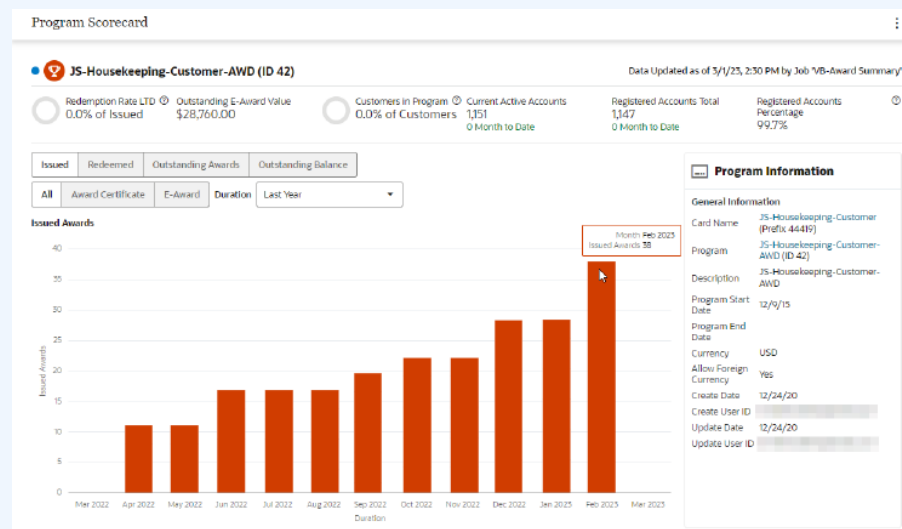 Program Scorecard
JS-Housekeeping-Customer-AWD (ID 42)
Data Updated as of 3/1/23, 2:30 PM by Job "VB-Award Summary"
Redemption Rate LTD
0.0% of Issued
Outstanding E-Award Value
$28,760.00
Customers in Program
0.0% of Customers
Current Active Accounts
1,151
0 Month to Date
Registered Accounts Total
1,147
0 Month to Date
Registered Accounts
Percentage
99.7%
Issued Redeemed Outstanding Awards Outstanding Balance
All Award Certificate E-Award Duration Last Year
Issued Awards
Month Feb 2023
Issued Awards 38
40
35
30
25
20
15
10
5
0
Issued Awards
Mar 2022 Apr 2022 May 2022 Jun 2022 Jul 2022 Aug 2022 Sep 2022 Oct 2022 Nov 2022 Dec 2022 Jan 2023 Feb 2023 Mar 2023
Duration
Program Information
General Information
Card Name JS-Housekeeping-Customer
(Prefix 44419)
Program JS-Housekeeping-Customer-
AWD (ID 42)
Description JS-Housekeeping-Customer-
AWD
Program Start
Date 12/9/15
Program End
Date
Currency USD
Allow Foreign
Currency Yes
Create Date 12/24/20
Create User ID
Update Date 12/24/20
Update User ID